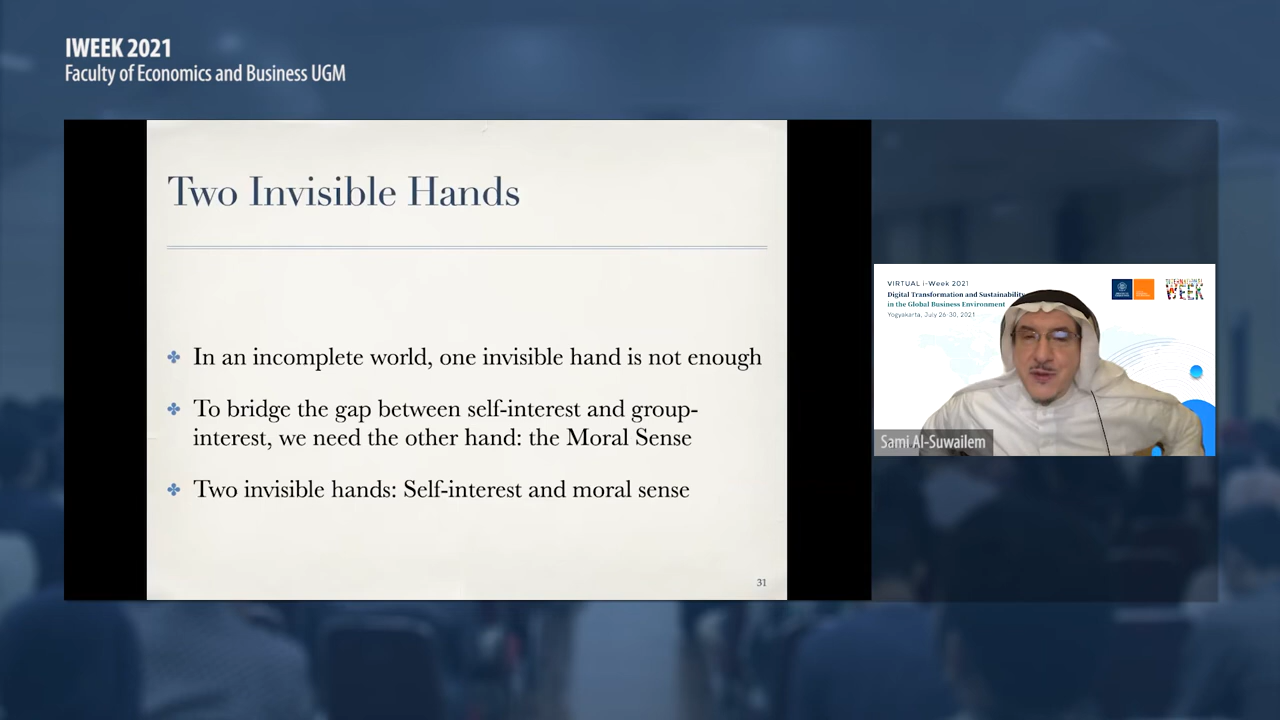 IWEEK 2021
Faculty of Economics and Business UGM
Two Invisible Hands
In an incomplete world, one invisible hand is not enough
To bridge the gap between self-interest and group-
interest, we need the other hand: the Moral Sense
Two invisible hands: Self-interest and moral sense
31
VIRTUAL i-Week 2021
Digital Transformation and Sustainability
in the Global Business Environment
Yogyakarta, July 26-30, 2021
INTERNATIONAL
WEEK
Sami Al-Suwailem